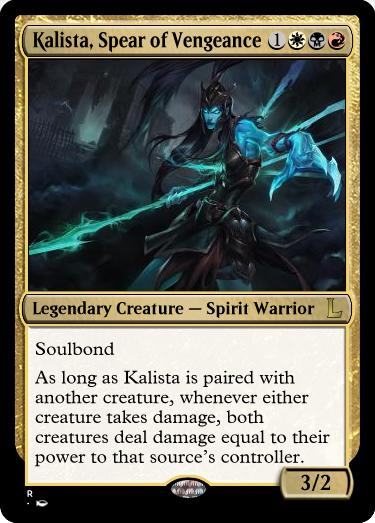 Kalista, Spear of Vengeance 1
Legendary Creature — Spirit Warrior L
Soulbond
As long as Kalista is paired with
another creature, whenever either
creature takes damage, both
creatures deal damage equal to their
power to that source's controller.
3/2
R